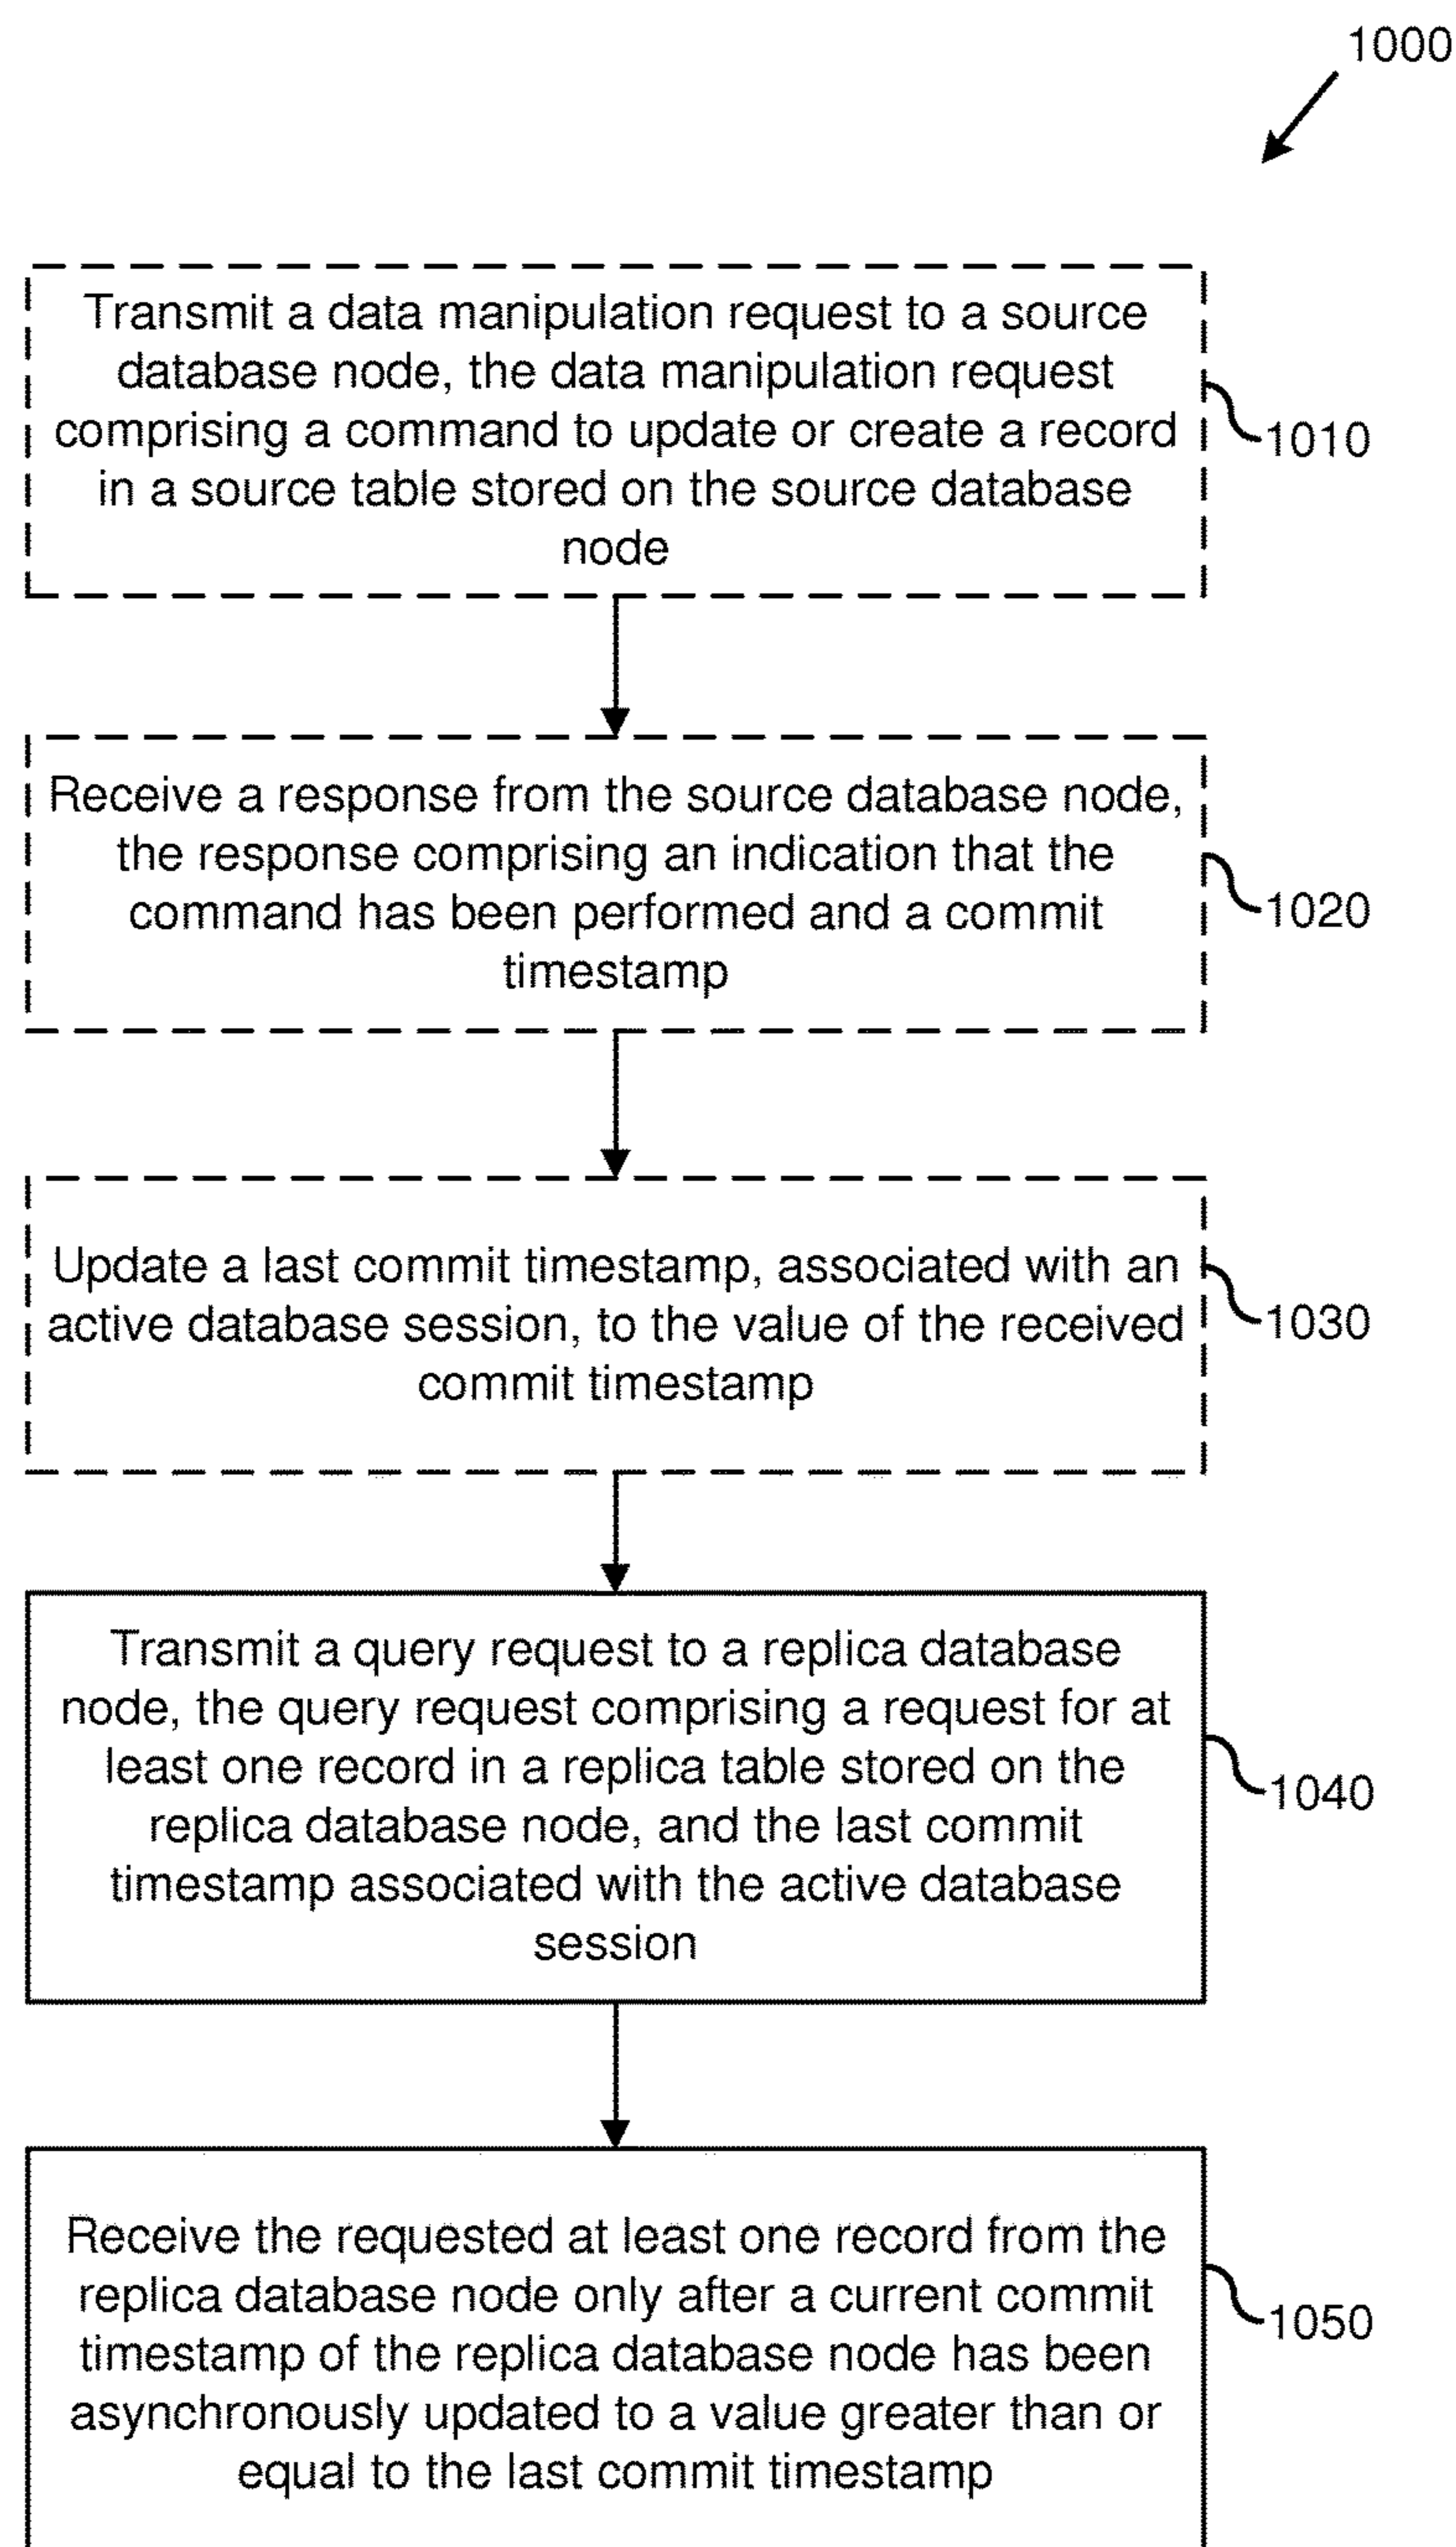 1000
Transmit a data manipulation request to a source
database node, the data manipulation request
comprising a command to update or create a record
in a source table stored on the source database
node
1010
Receive a response from the source database node,
the response comprising an indication that the
command has been performed and a commit
timestamp
1020
Update a last commit timestamp, associated with an
active database session, to the value of the received
commit timestamp
1030
Transmit a query request to a replica database
node, the query request comprising a request for at
least one record in a replica table stored on the
replica database node, and the last commit
timestamp associated with the active database
session
1040
Receive the requested at least one record from the
replica database node only after a current commit
timestamp of the replica database node has been
asynchronously updated to a value greater than or
equal to the last commit timestamp
1050